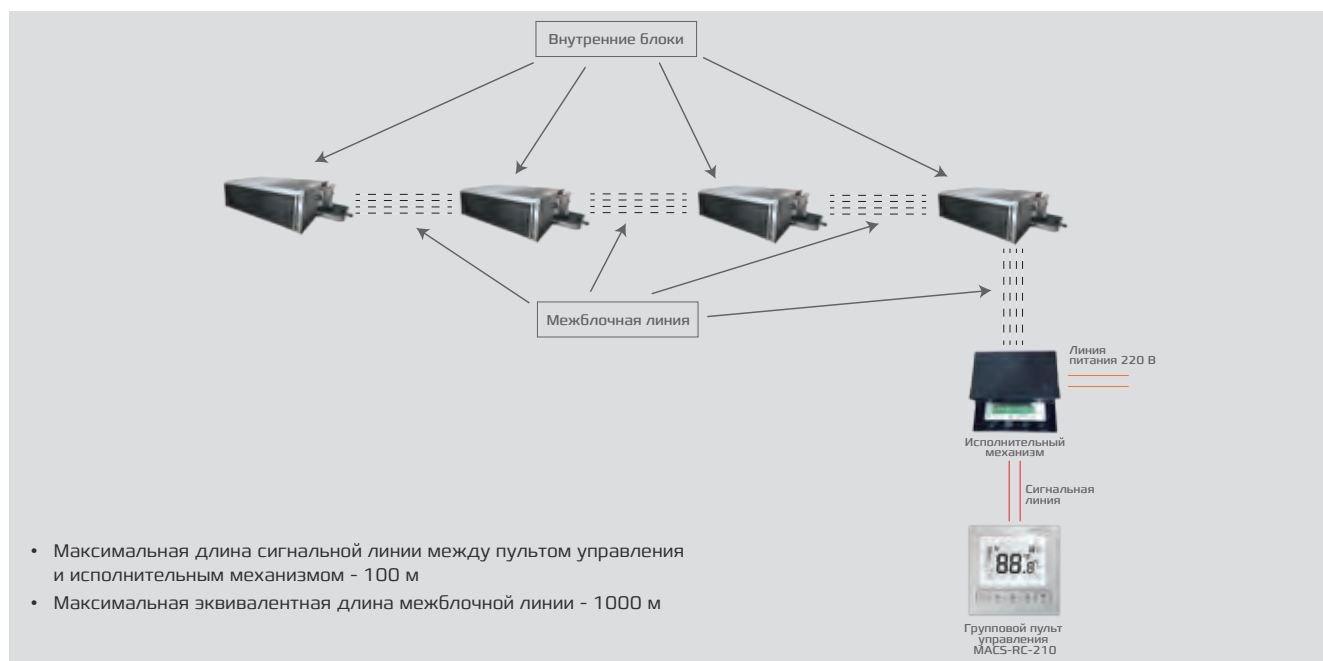 Внутренние блоки
Межблочная линия
Линия
питания 220 В
Исполнительный
механизм
Сигнальная
линия
88.8
• Максимальная длина сигнальной линии между пультом управления
и исполнительным механизмом - 100 м
• Максимальная эквивалентная длина межблочной линии - 1000 м
Групповой пульт
управления
MACS-RC-210